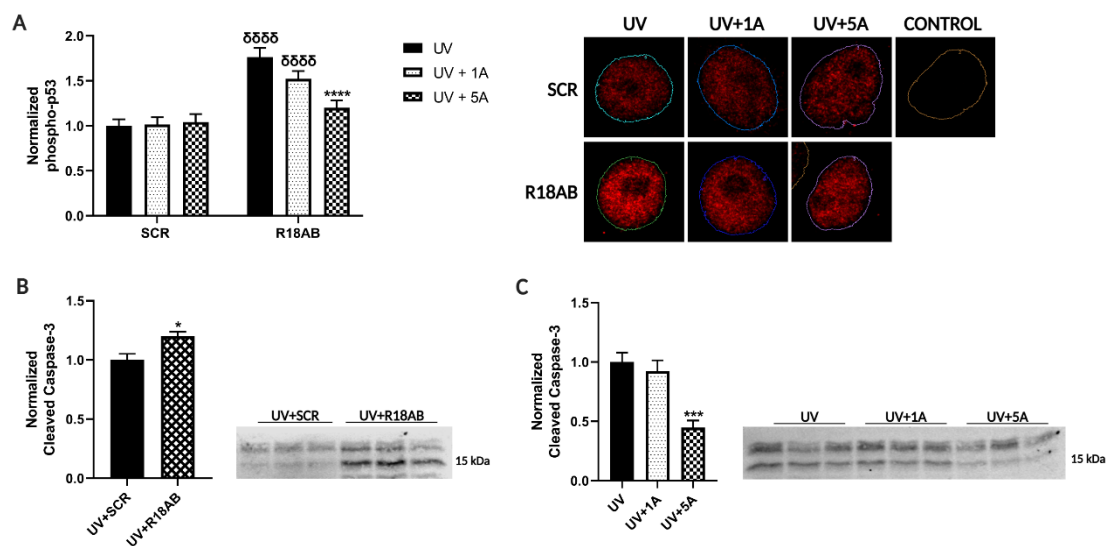 A
Normalized
phospho-p53
2.0
1.5
1.0
0.5
0.0
δδδδ
δδδδ
****
SCR
R18AB
UV
UV + 1A
UV + 5A
UV
UV+1A
UV+5A
CONTROL
SCR
R18AB
B
Normalized
Cleaved Caspase-3
1.5
1.0
0.5
0.0
*
UV+SCR
UV+R18AB
UV+SCR
UV+R18AB
15 kDa
C
Normalized
Cleaved Caspase-3
1.5
1.0
0.5
0.0
***
UV
UV+1A
UV+5A
UV
UV+1A
UV+5A
15 kDa